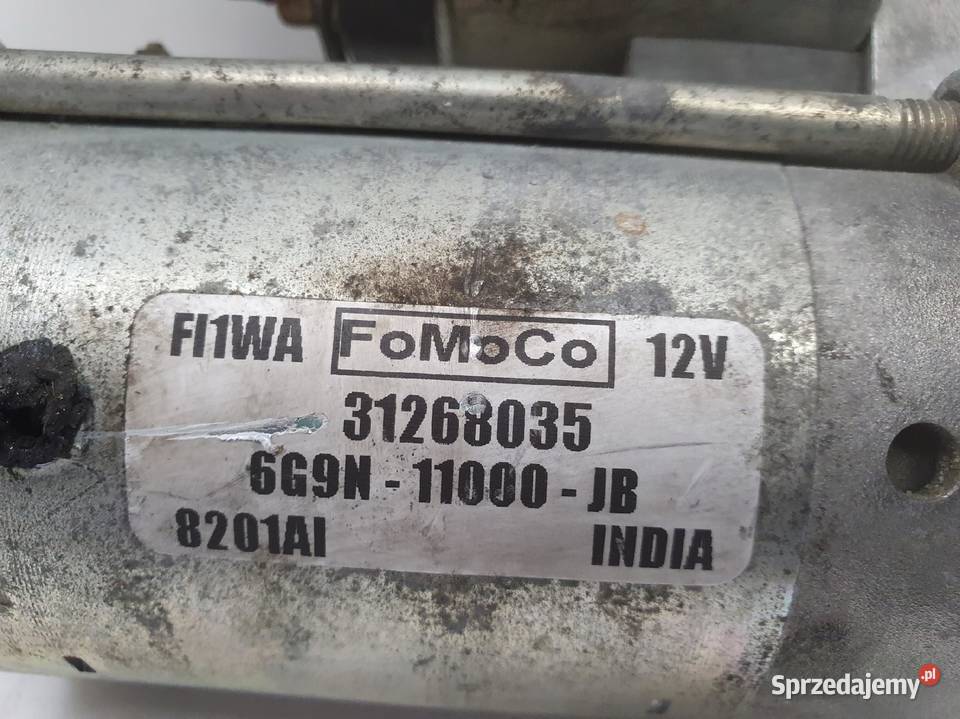 FI1WA FoMoCo 12V
31268035
6G9N - 11000 - JB
8201AI INDIA
Sprzedajemy.pl